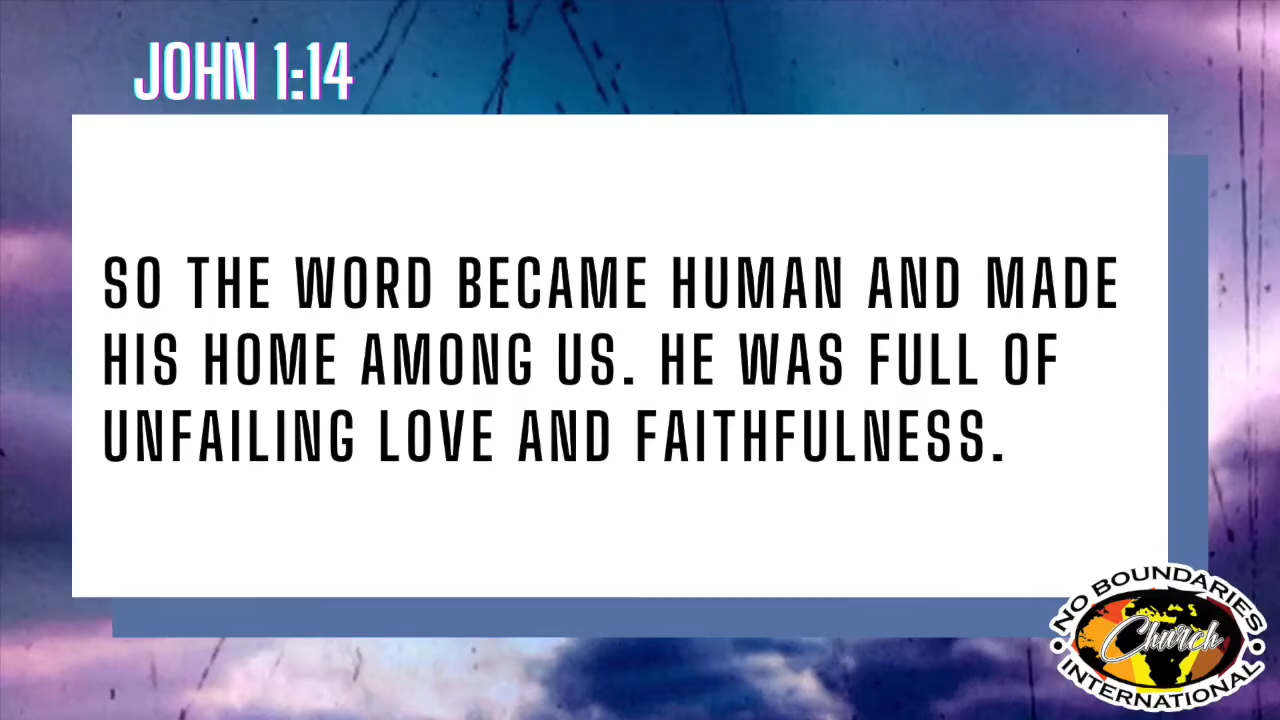 JOHN 1:14
SO THE WORD BECAME HUMAN AND MADE
HIS HOME AMONG US. HE WAS FULL OF
UNFAILING LOVE AND FAITHFULNESS.
NO BOUNDARIES
Church
INTERNATIONAL